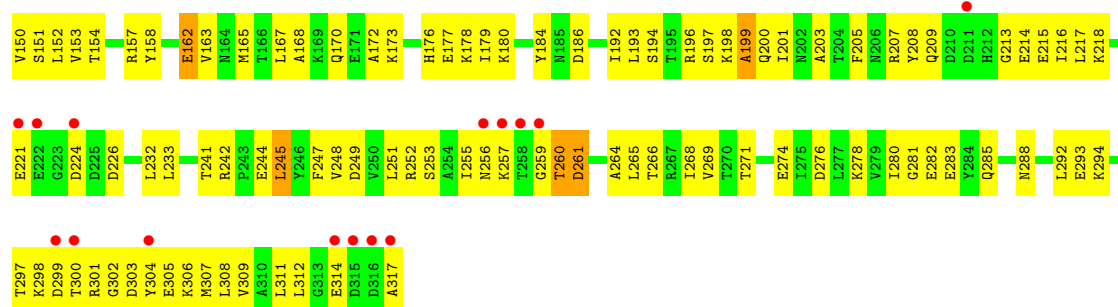 V150 S151 L152 V153 T154 R157 Y158 E162 V163 N164 M165 T166 L167 A168 K169 Q170 E171 A172 K173 H176 E177 K178 I179 K180 Y184 N185 D186 I192 L193 S194 T195 R196 S197 K198 A199 Q200 I201 N202 A203 T204 F205 N206 R207 Y208 Q209 D210 D211 H212 G213 E214 E215 I216 L217 K218
E221 E222 G223 D224 D225 D226 L232 L233 T241 R242 P243 E244 L245 Y246 F247 V248 D249 V250 L251 R252 S253 A254 I255 N256 K257 T258 G259 T260 D261 A264 L265 T266 R267 I268 V269 T270 T271 E274 I275 D276 L277 K278 V279 I280 G281 E282 E283 Y284 Q285 N288 L292 E293 K294
T297 K298 D299 T300 R301 G302 D303 Y304 E305 K306 M307 L308 V309 A310 L311 L312 G313 E314 D315 D316 A317